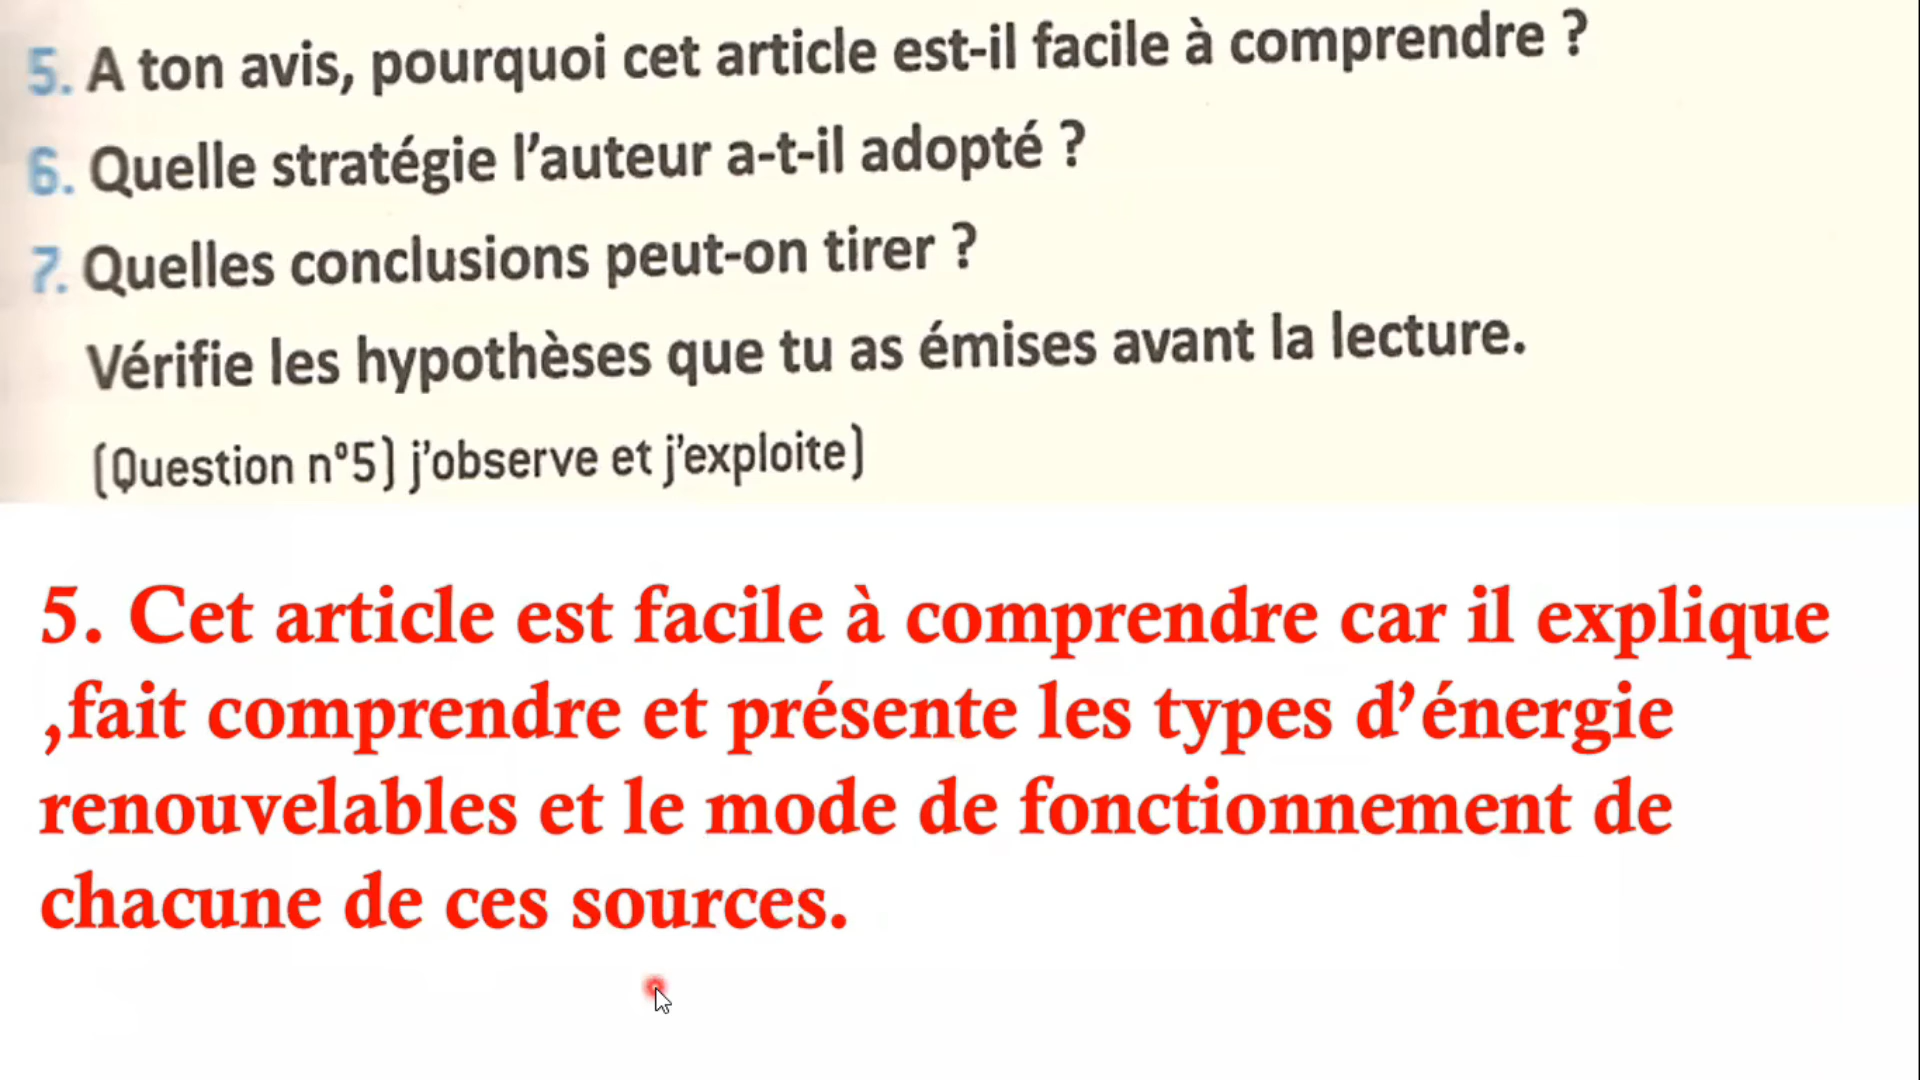 5. A ton avis, pourquoi cet article est-il facile à comprendre ?
6. Quelle stratégie l'auteur a-t-il adopté ?
7. Quelles conclusions peut-on tirer ?
Vérifie les hypothèses que tu as émises avant la lecture.
(Question n°5) j'observe et j'exploite)
5. Cet article est facile à comprendre car il explique
,fait comprendre et présente les types d'énergie
renouvelables et le mode de fonctionnement de
chacune de ces sources.